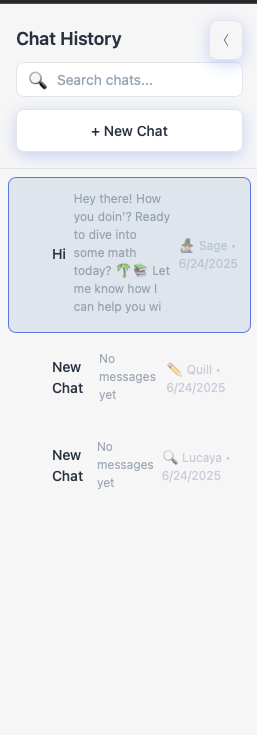 Chat History
Search chats...
+ New Chat
Hi
Hey there! How
you doin'? Ready
to dive into
some math
today? 🌴📚 Let
me know how I
can help you wi
Sage •
6/24/2025
New
Chat
No
messages
yet
✏️ Quill •
6/24/2025
New
Chat
No
messages
yet
🔍 Lucaya •
6/24/2025